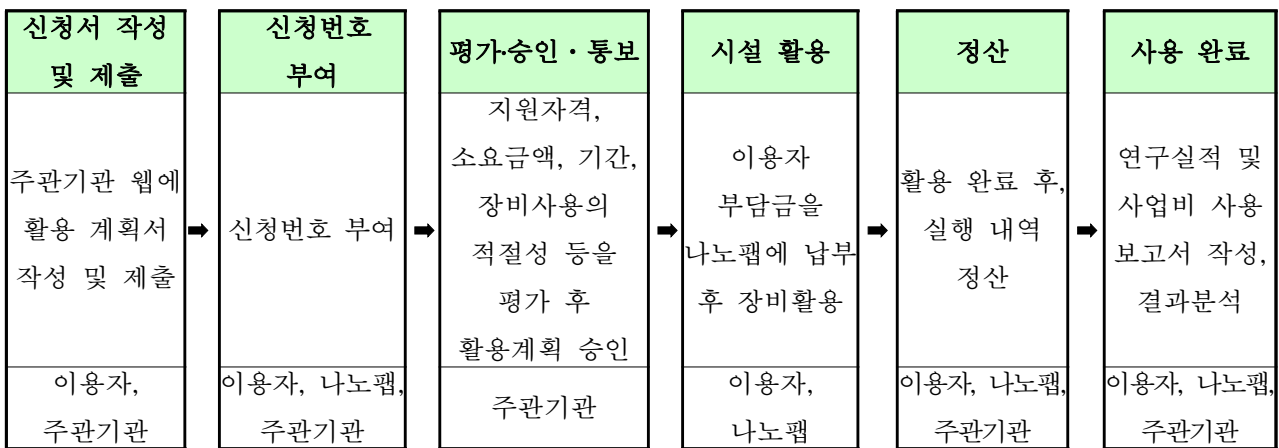 신청서 작성
및 제출
주관기관 웹에
활용 계획서
작성 및 제출
이용자,
주관기관
➡
신청번호
부여
신청번호 부여
이용자, 나노팹,
주관기관
➡
평가·승인·통보
지원자격,
소요금액, 기간,
장비사용의
적절성 등을
평가 후
활용계획 승인
주관기관
➡
시설 활용
이용자
부담금을
나노팹에 납부
후 장비활용
이용자,
나노팹
➡
정산
활용 완료 후,
실행 내역
정산
이용자, 나노팹,
주관기관
➡
사용 완료
연구실적 및
사업비 사용
보고서 작성,
결과분석
이용자, 나노팹,
주관기관